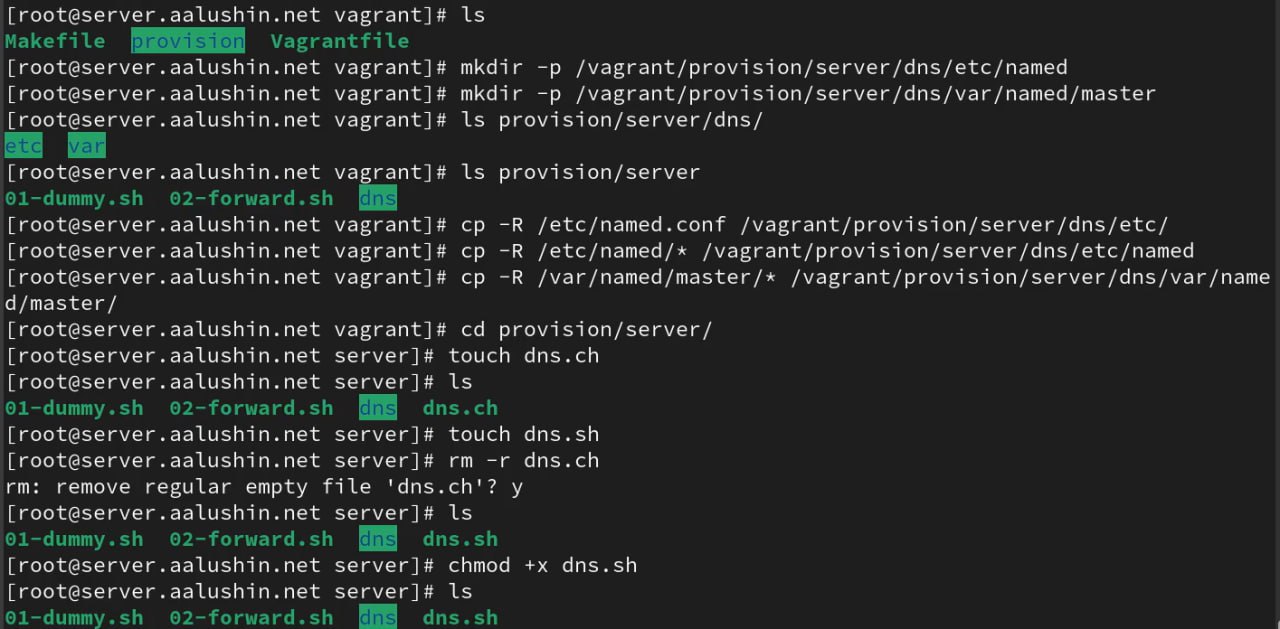 [root@server.aalushin.net vagrant]# ls
Makefile  provision  Vagrantfile
[root@server.aalushin.net vagrant]# mkdir -p /vagrant/provision/server/dns/etc/named
[root@server.aalushin.net vagrant]# mkdir -p /vagrant/provision/server/dns/var/named/master
[root@server.aalushin.net vagrant]# ls provision/server/dns/
etc  var
[root@server.aalushin.net vagrant]# ls provision/server
01-dummy.sh  02-forward.sh  dns
[root@server.aalushin.net vagrant]# cp -R /etc/named.conf /vagrant/provision/server/dns/etc/
[root@server.aalushin.net vagrant]# cp -R /etc/named/* /vagrant/provision/server/dns/etc/named
[root@server.aalushin.net vagrant]# cp -R /var/named/master/* /vagrant/provision/server/dns/var/name
d/master/
[root@server.aalushin.net vagrant]# cd provision/server/
[root@server.aalushin.net server]# touch dns.ch
[root@server.aalushin.net server]# ls
01-dummy.sh  02-forward.sh  dns  dns.ch
[root@server.aalushin.net server]# touch dns.sh
[root@server.aalushin.net server]# rm -r dns.ch
rm: remove regular empty file 'dns.ch'? y
[root@server.aalushin.net server]# ls
01-dummy.sh  02-forward.sh  dns  dns.sh
[root@server.aalushin.net server]# chmod +x dns.sh
[root@server.aalushin.net server]# ls
01-dummy.sh  02-forward.sh  dns  dns.sh